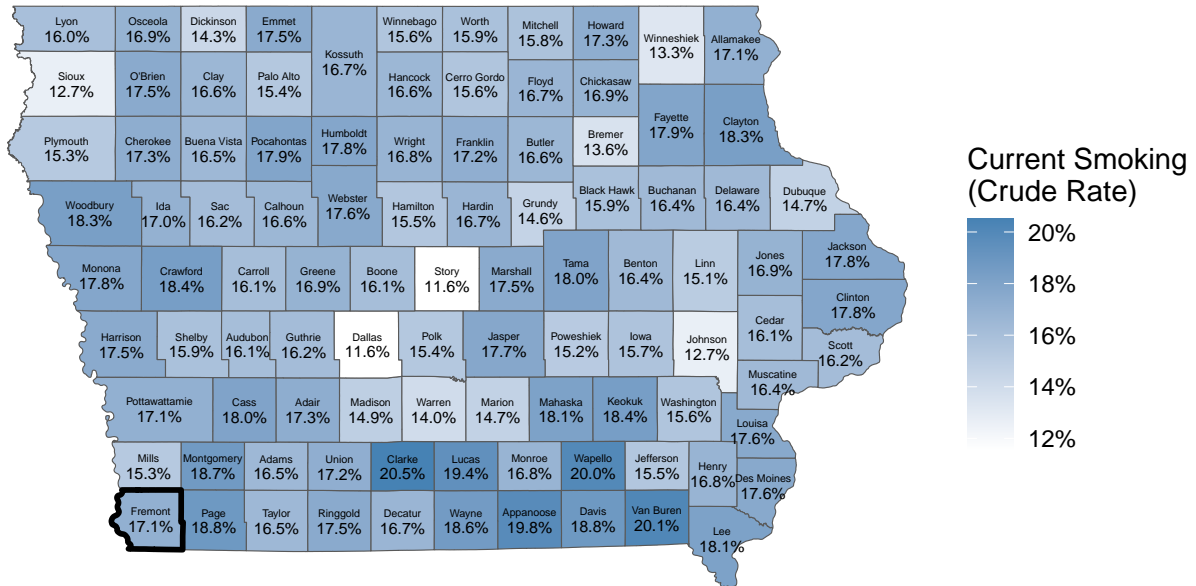 Lyon
16.0%
Osceola
16.9%
Dickinson
14.3%
Emmet
17.5%
Kossuth
16.7%
Winnebago
15.6%
Worth
15.9%
Mitchell
15.8%
Howard
17.3%
Winneshiek
13.3%
Allamakee
17.1%
Sioux
12.7%
O'Brien
17.5%
Clay
16.6%
Palo Alto
15.4%
Hancock
16.6%
Cerro Gordo
15.6%
Floyd
16.7%
Chickasaw
16.9%
Plymouth
15.3%
Cherokee
17.3%
Buena Vista
16.5%
Pocahontas
17.9%
Humboldt
17.8%
Wright
16.8%
Franklin
17.2%
Butler
16.6%
Bremer
13.6%
Fayette
17.9%
Clayton
18.3%
Woodbury
18.3%
Ida
17.0%
Sac
16.2%
Calhoun
16.6%
Webster
17.6%
Hamilton
15.5%
Hardin
16.7%
Grundy
14.6%
Black Hawk
15.9%
Buchanan
16.4%
Delaware
16.4%
Dubuque
14.7%
Monona
17.8%
Crawford
18.4%
Carroll
16.1%
Greene
16.9%
Boone
16.1%
Story
11.6%
Marshall
17.5%
Tama
18.0%
Benton
16.4%
Linn
15.1%
Jones
16.9%
Jackson
17.8%
Clinton
17.8%
Harrison
17.5%
Shelby
15.9%
Audubon
16.1%
Guthrie
16.2%
Dallas
11.6%
Polk
15.4%
Jasper
17.7%
Poweshiek
15.2%
Iowa
15.7%
Johnson
12.7%
Cedar
16.1%
Scott
16.2%
Muscatine
16.4%
Pottawattamie
17.1%
Cass
18.0%
Adair
17.3%
Madison
14.9%
Warren
14.0%
Marion
14.7%
Mahaska
18.1%
Keokuk
18.4%
Washington
15.6%
Louisa
17.6%
Mills
15.3%
Montgomery
18.7%
Adams
16.5%
Union
17.2%
Clarke
20.5%
Lucas
19.4%
Monroe
16.8%
Wapello
20.0%
Jefferson
15.5%
Henry
16.8%
Des Moines
17.6%
Fremont
17.1%
Page
18.8%
Taylor
16.5%
Ringgold
17.5%
Decatur
16.7%
Wayne
18.6%
Appanoose
19.8%
Davis
18.8%
Van Buren
20.1%
Lee
18.1%
Current Smoking
(Crude Rate)
20%
18%
16%
14%
12%